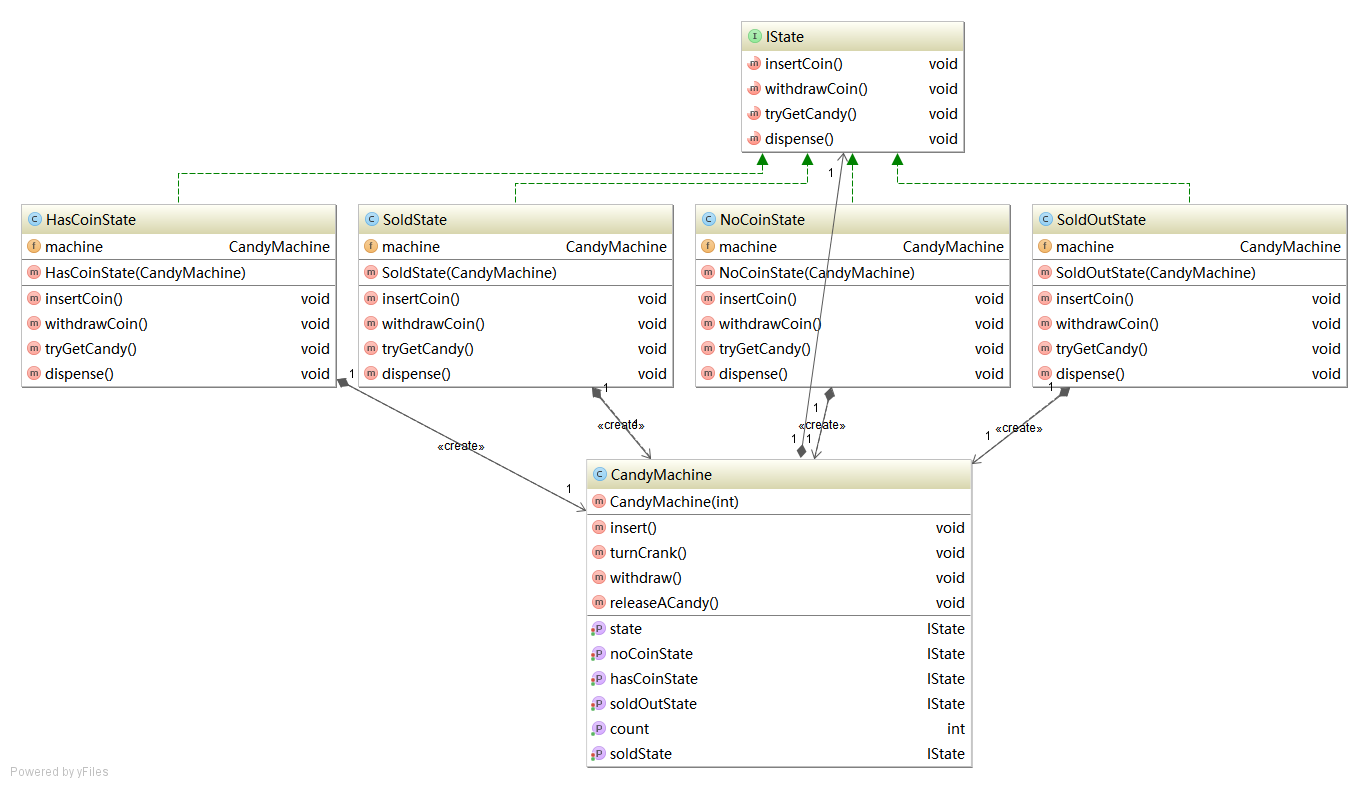 I IState
m insertCoin() void
m withdrawCoin() void
m tryGetCandy() void
m dispense() void
1
C HasCoinState
f machine CandyMachine
m HasCoinState(CandyMachine)
m insertCoin() void
m withdrawCoin() void
m tryGetCandy() void
m dispense() void
C SoldState
f machine CandyMachine
m SoldState(CandyMachine)
m insertCoin() void
m withdrawCoin() void
m tryGetCandy() void
m dispense() void
C NoCoinState
f machine CandyMachine
m NoCoinState(CandyMachine)
m insertCoin() void
m withdrawCoin() void
m tryGetCandy() void
m dispense() void
C SoldOutState
f machine CandyMachine
m SoldOutState(CandyMachine)
m insertCoin() void
m withdrawCoin() void
m tryGetCandy() void
m dispense() void
1
«create»
1
1
«create»
1
1
«create»
1
1
1
«create»
1
C CandyMachine
m CandyMachine(int)
m insert() void
m turnCrank() void
m withdraw() void
m releaseACandy() void
P state IState
P noCoinState IState
P hasCoinState IState
P soldOutState IState
P count int
P soldState IState
Powered by yFiles